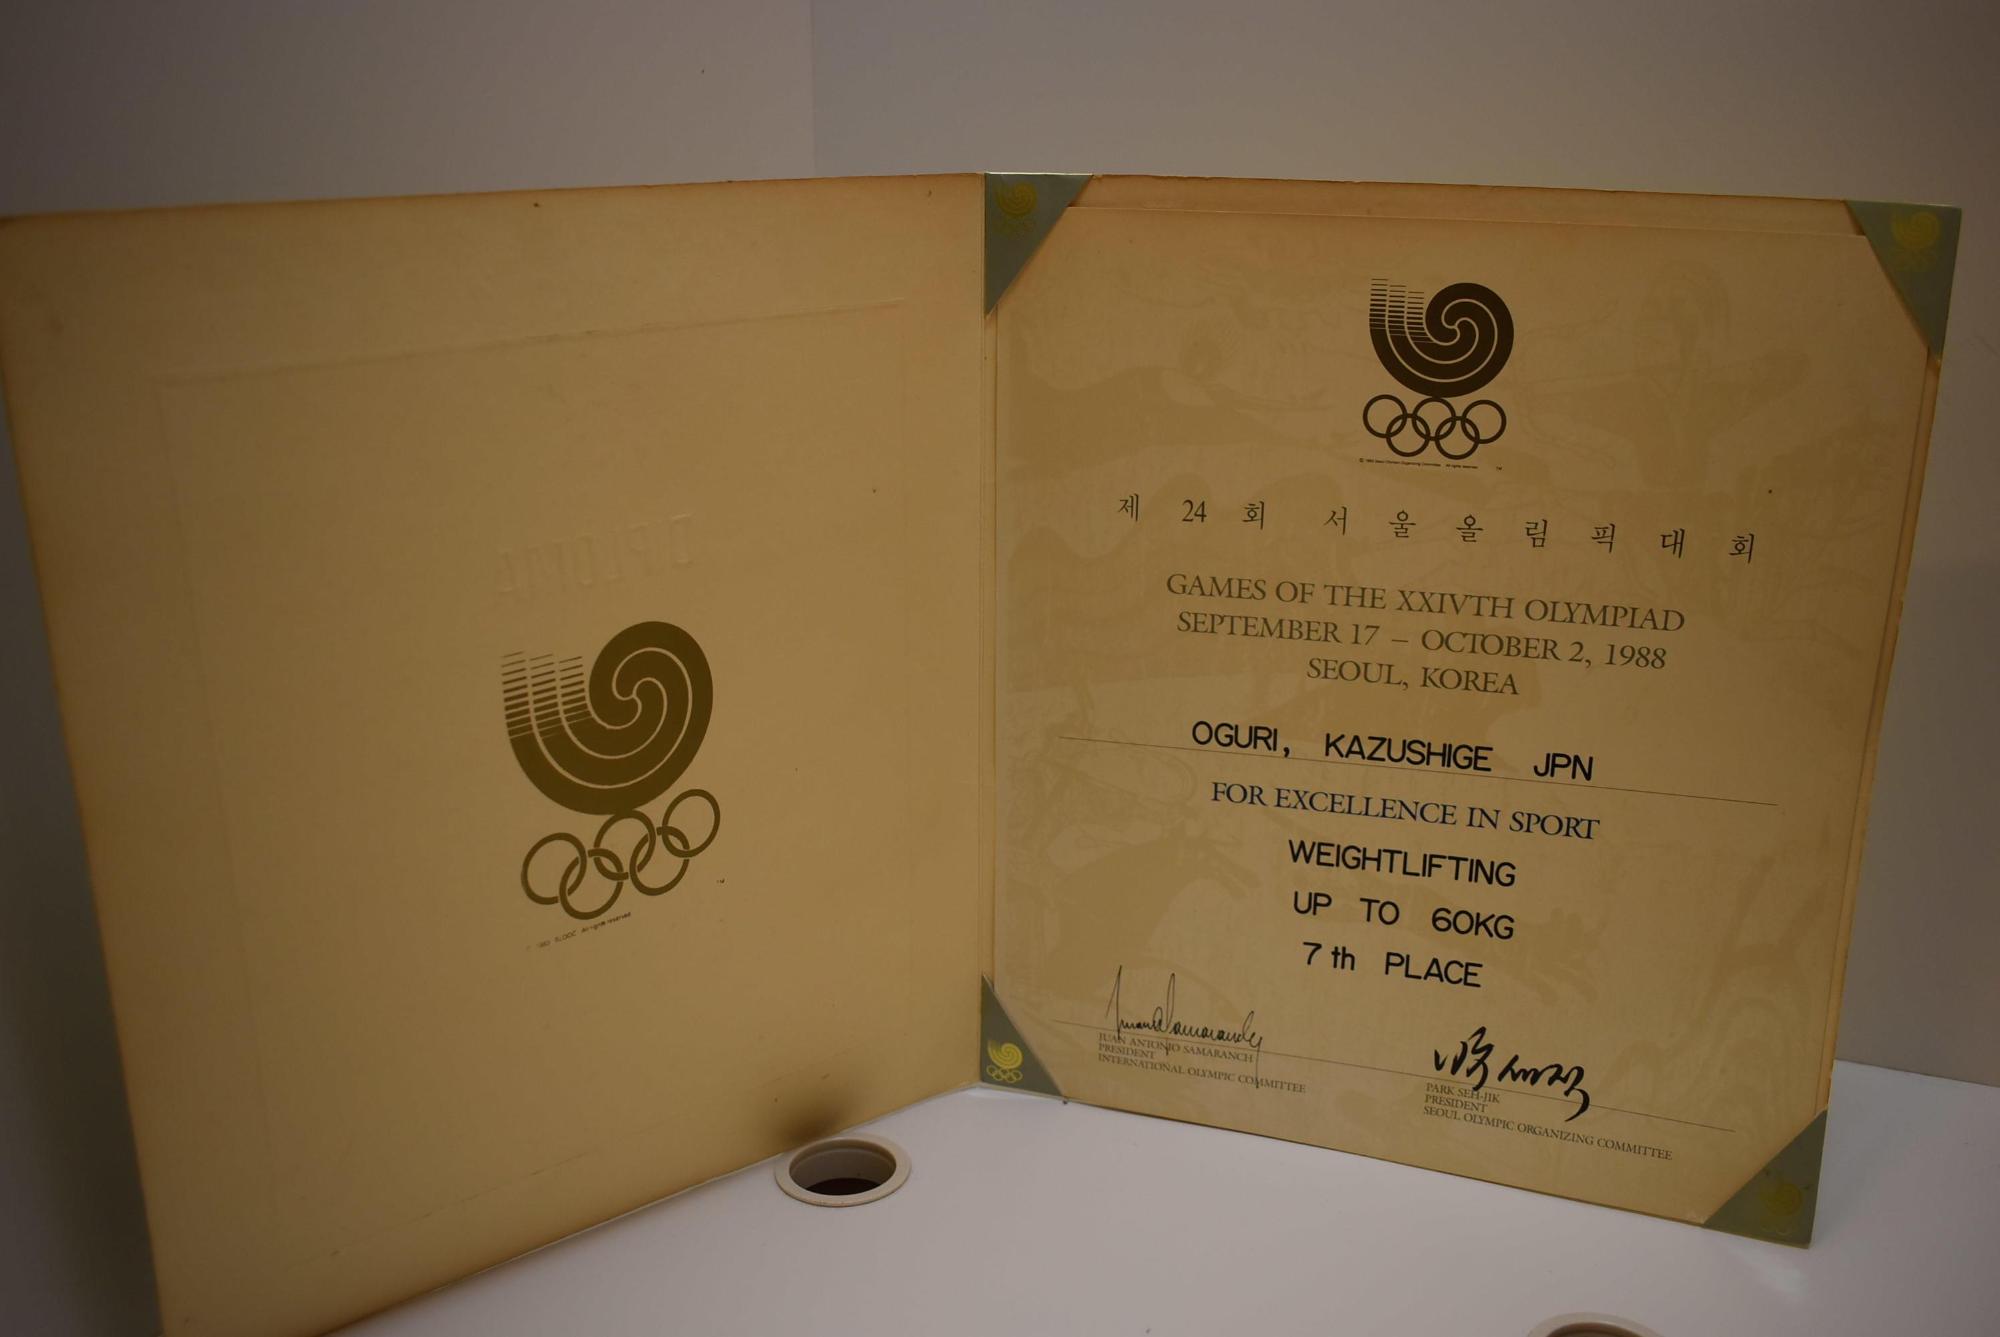 DIPLOMA
제 24 회 서 울 올 림 픽 대 회
GAMES OF THE XXIVTH OLYMPIAD
SEPTEMBER 17 – OCTOBER 2, 1988
SEOUL, KOREA
OGURI, KAZUSHIGE JPN
FOR EXCELLENCE IN SPORT
WEIGHTLIFTING
UP TO 60KG
7th PLACE
JUAN ANTONIO SAMARANCH
PRESIDENT
INTERNATIONAL OLYMPIC COMMITTEE
PARK SEH-JIK
PRESIDENT
SEOUL OLYMPIC ORGANIZING COMMITTEE